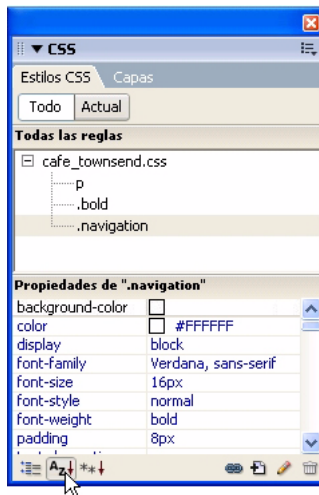 CSS
Estilos CSS Capas
Todo Actual
Todas las reglas
cafe_townsend.css
p
.bold
.navigation
Propiedades de ".navigation"
background-color
color #FFFFFF
display block
font-family Verdana, sans-serif
font-size 16px
font-style normal
font-weight bold
padding 8px
AZ **